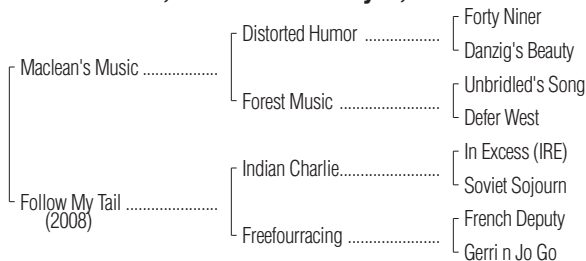 Forty Niner
Distorted Humor ..................
Danzig's Beauty
Maclean's Music ..................
Unbridled's Song
Forest Music ........................
Defer West
In Excess (IRE)
Indian Charlie........................
Soviet Sojourn
Follow My Tail ......................
(2008)
French Deputy
Freefourracing ......................
Gerri n Jo Go